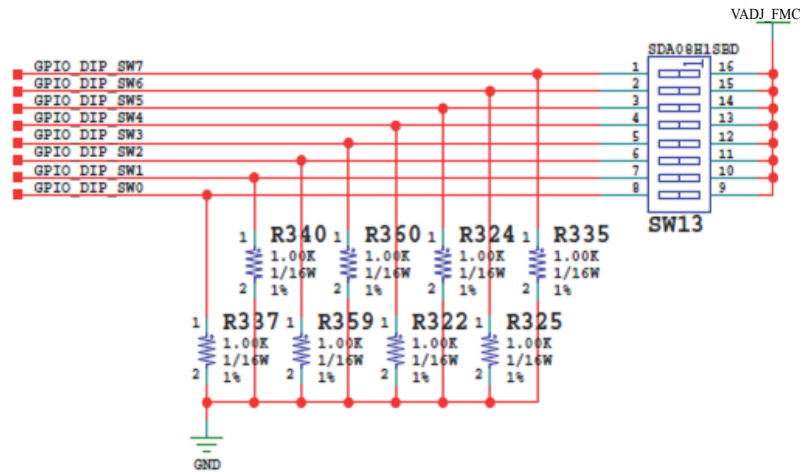 VADJ_FMC
SDA08H1SBD
GPIO_DIP_SW7 1 1 16
GPIO_DIP_SW6 2 15
GPIO_DIP_SW5 3 14
GPIO_DIP_SW4 4 13
GPIO_DIP_SW3 5 12
GPIO_DIP_SW2 6 11
GPIO_DIP_SW1 7 10
GPIO_DIP_SW0 8 9
SW13
1 R340 1 R360 1 R324 1 R335
1.00K 1.00K 1.00K 1.00K
1/16W 1/16W 1/16W 1/16W
2 1% 2 1% 2 1% 2 1%
1 R337 1 R359 1 R322 1 R325
1.00K 1.00K 1.00K 1.00K
1/16W 1/16W 1/16W 1/16W
2 1% 2 1% 2 1% 2 1%
GND